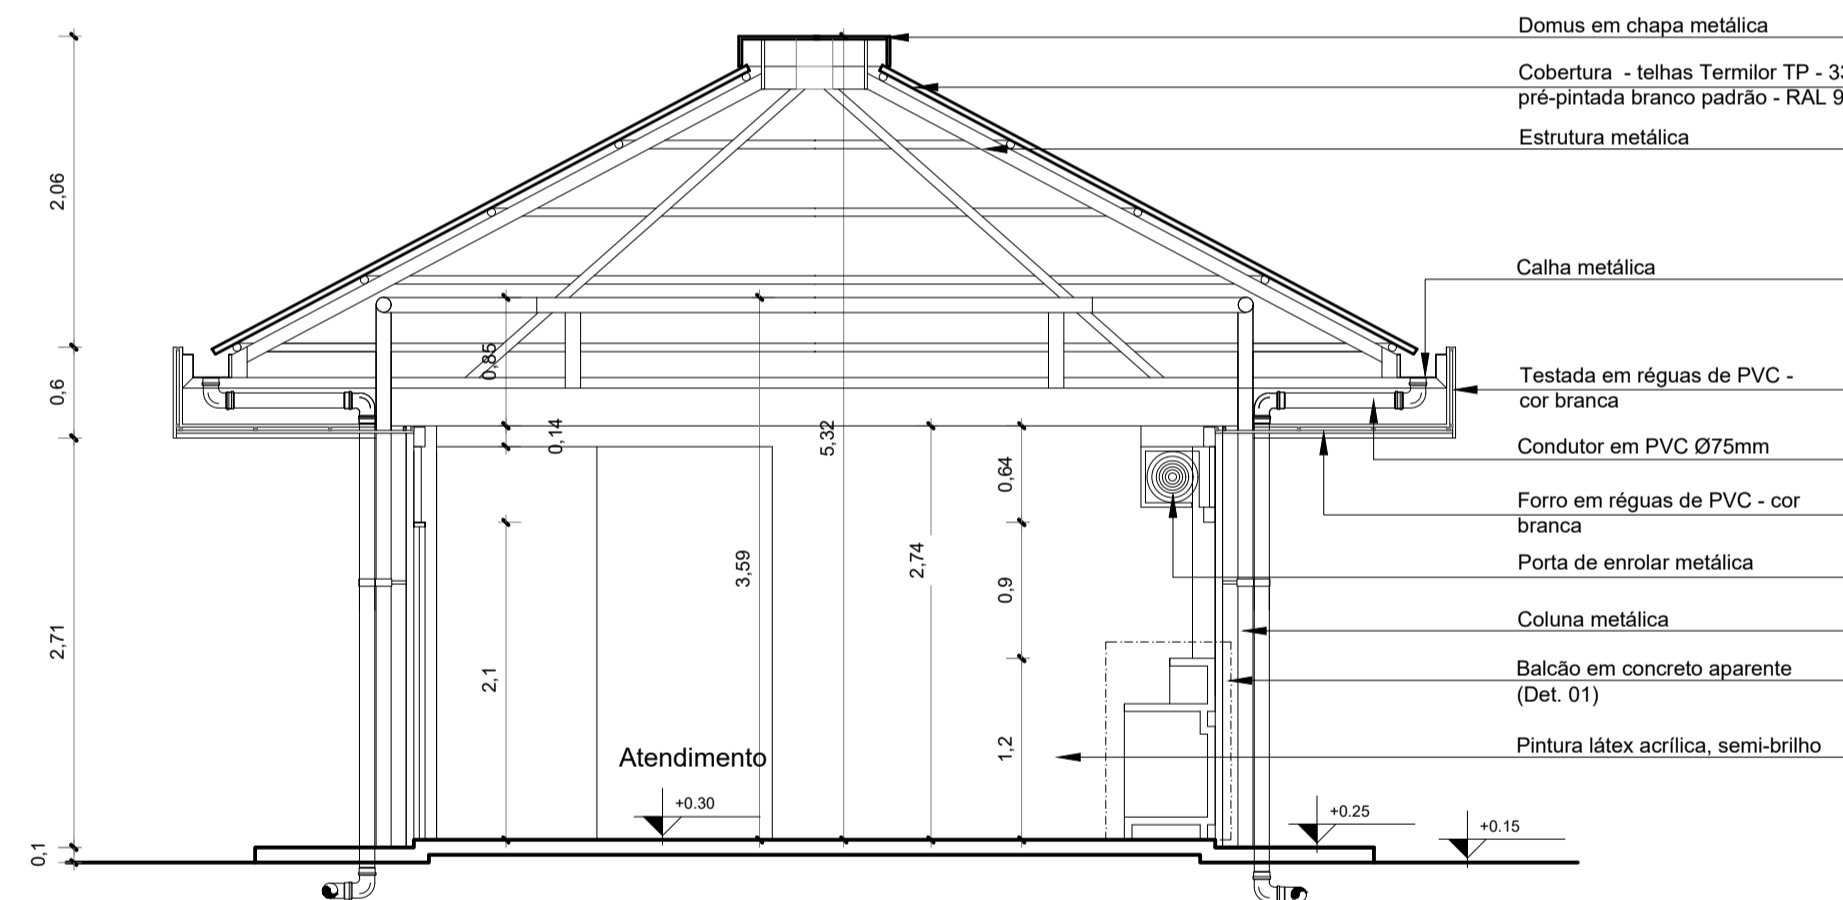 Domus em chapa metálica
Cobertura - telhas Termilor TP - 33
pré-pintada branco padrão - RAL 9
Estrutura metálica
Calha metálica
Testada em réguas de PVC -
cor branca
Condutor em PVC Ø75mm
Forro em réguas de PVC - cor
branca
Porta de enrolar metálica
Coluna metálica
Balcão em concreto aparente
(Det. 01)
Pintura látex acrílica, semi-brilho
2,06
0,6
2,71
0,1
0,85
0,14
2,1
3,59
5,32
2,74
0,64
0,9
1,2
Atendimento
+0.30
+0.25
+0.15